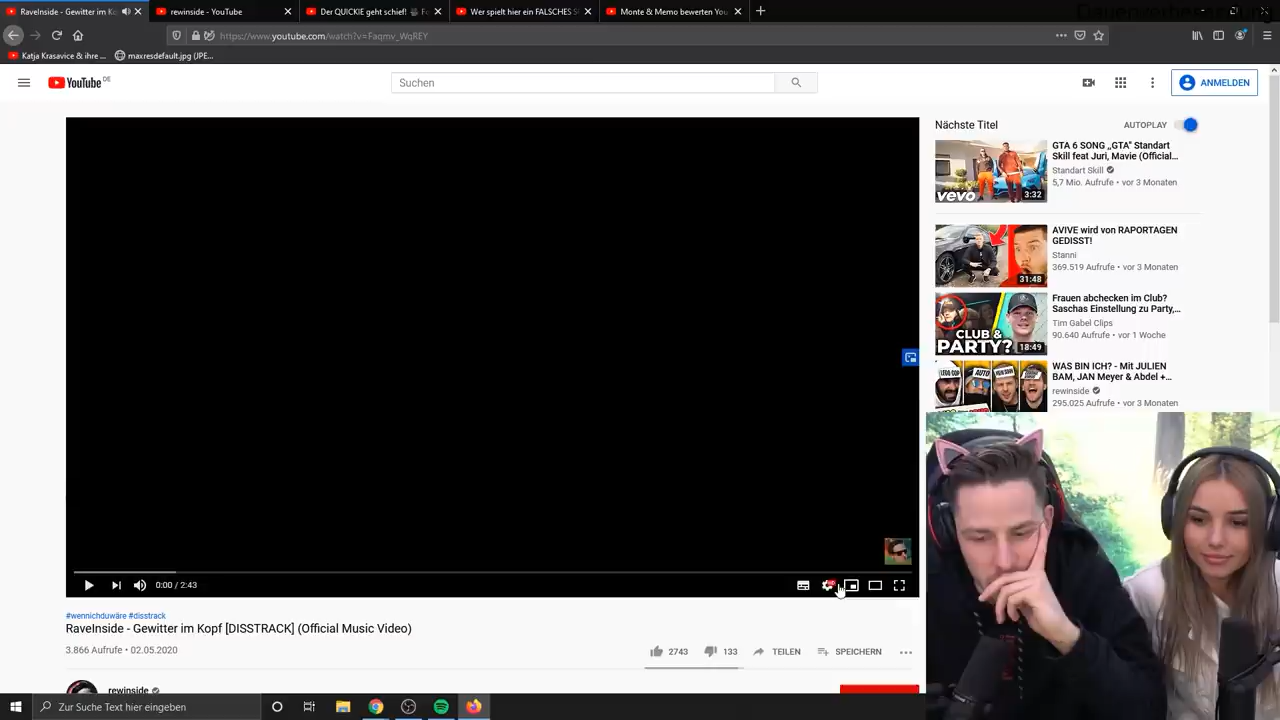 RaveInside - Gewitter im Ko
rewinside - YouTube
Der QUICKIE geht schief!
Wer spielt hier ein FALSCHES S
Monte & Memo bewerten You
https://www.youtube.com/watch?v=Faqmv_WqREY
Katja Krasavice & ihre ...
maxresdefault.jpg (JPE...
YouTube DE
Suchen
ANMELDEN
Nächste Titel
AUTOPLAY
GTA 6 SONG ,,GTA" Standart
Skill feat Juri, Mavie (Official...
Standart Skill
5,7 Mio. Aufrufe • vor 3 Monaten
vevo
3:32
AVIVE wird von RAPORTAGEN
GEDISST!
Stanni
369.519 Aufrufe • vor 3 Monaten
31:48
Frauen abchecken im Club?
Saschas Einstellung zu Party,...
Tim Gabel Clips
90.640 Aufrufe • vor 1 Woche
CLUB &
PARTY?
18:49
WAS BIN ICH? - Mit JULIEN
BAM, JAN Meyer & Abdel +...
rewinside
295.025 Aufrufe • vor 3 Monaten
LEGO COP
AUTO
0:00 / 2:43
#wennichduwäre #disstrack
RaveInside - Gewitter im Kopf [DISSTRACK] (Official Music Video)
3.866 Aufrufe • 02.05.2020
2743
133
TEILEN
SPEICHERN
rewinside
Zur Suche Text hier eingeben